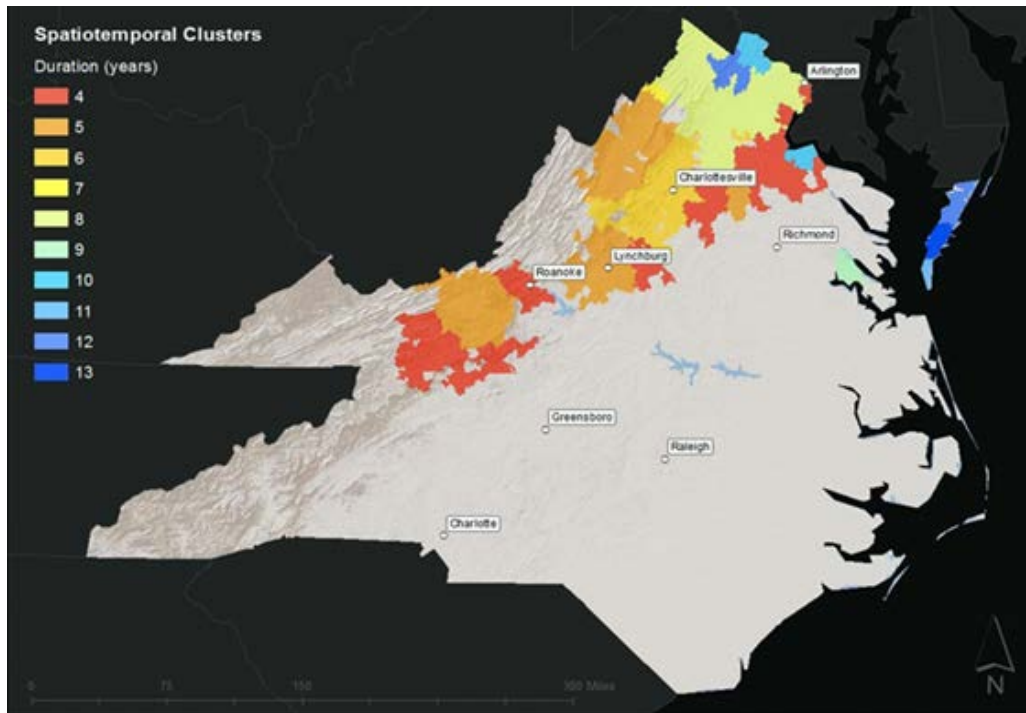 Spatiotemporal Clusters
Duration (years)
4
5
6
7
8
9
10
11
12
13
Arlington
Charlottesville
Richmond
Lynchburg
Roanoke
Greensboro
Raleigh
Charlotte
0 75 150 300 Miles
N